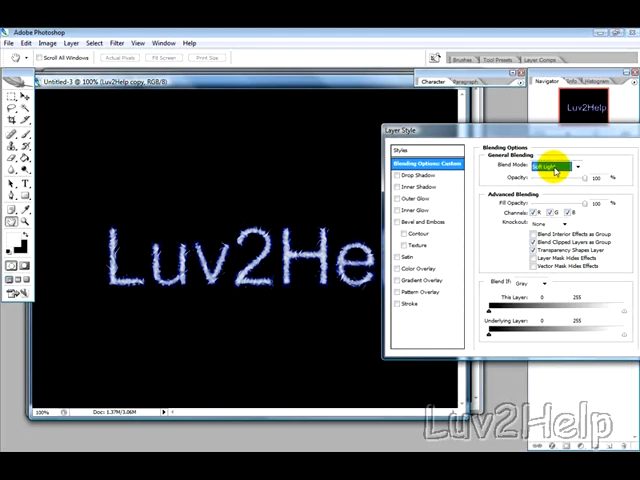 Adobe Photoshop
File Edit Image Layer Select Filter View Window Help
Scroll All Windows Actual Pixels Fit Screen Print Size
Brushes Tool Presets Layer Comps
Untitled-3 @ 100% (Luv2Help copy, RGB/8)
Character Paragraph
Navigator Info Histogram
Luv2Help
Layer Style
Styles
Blending Options: Custom
Drop Shadow
Inner Shadow
Outer Glow
Inner Glow
Bevel and Emboss
Contour
Texture
Satin
Color Overlay
Gradient Overlay
Pattern Overlay
Stroke
Blending Options
General Blending
Blend Mode: Soft Light
Opacity: 100 %
Advanced Blending
Fill Opacity: 100 %
Channels: R G B
Knockout: None
Blend Interior Effects as Group
Blend Clipped Layers as Group
Transparency Shapes Layer
Layer Mask Hides Effects
Vector Mask Hides Effects
Blend If: Gray
This Layer: 0 255
Underlying Layer: 0 255
Luv2He
100% Doc: 1.37M/3.06M
Luv2Help